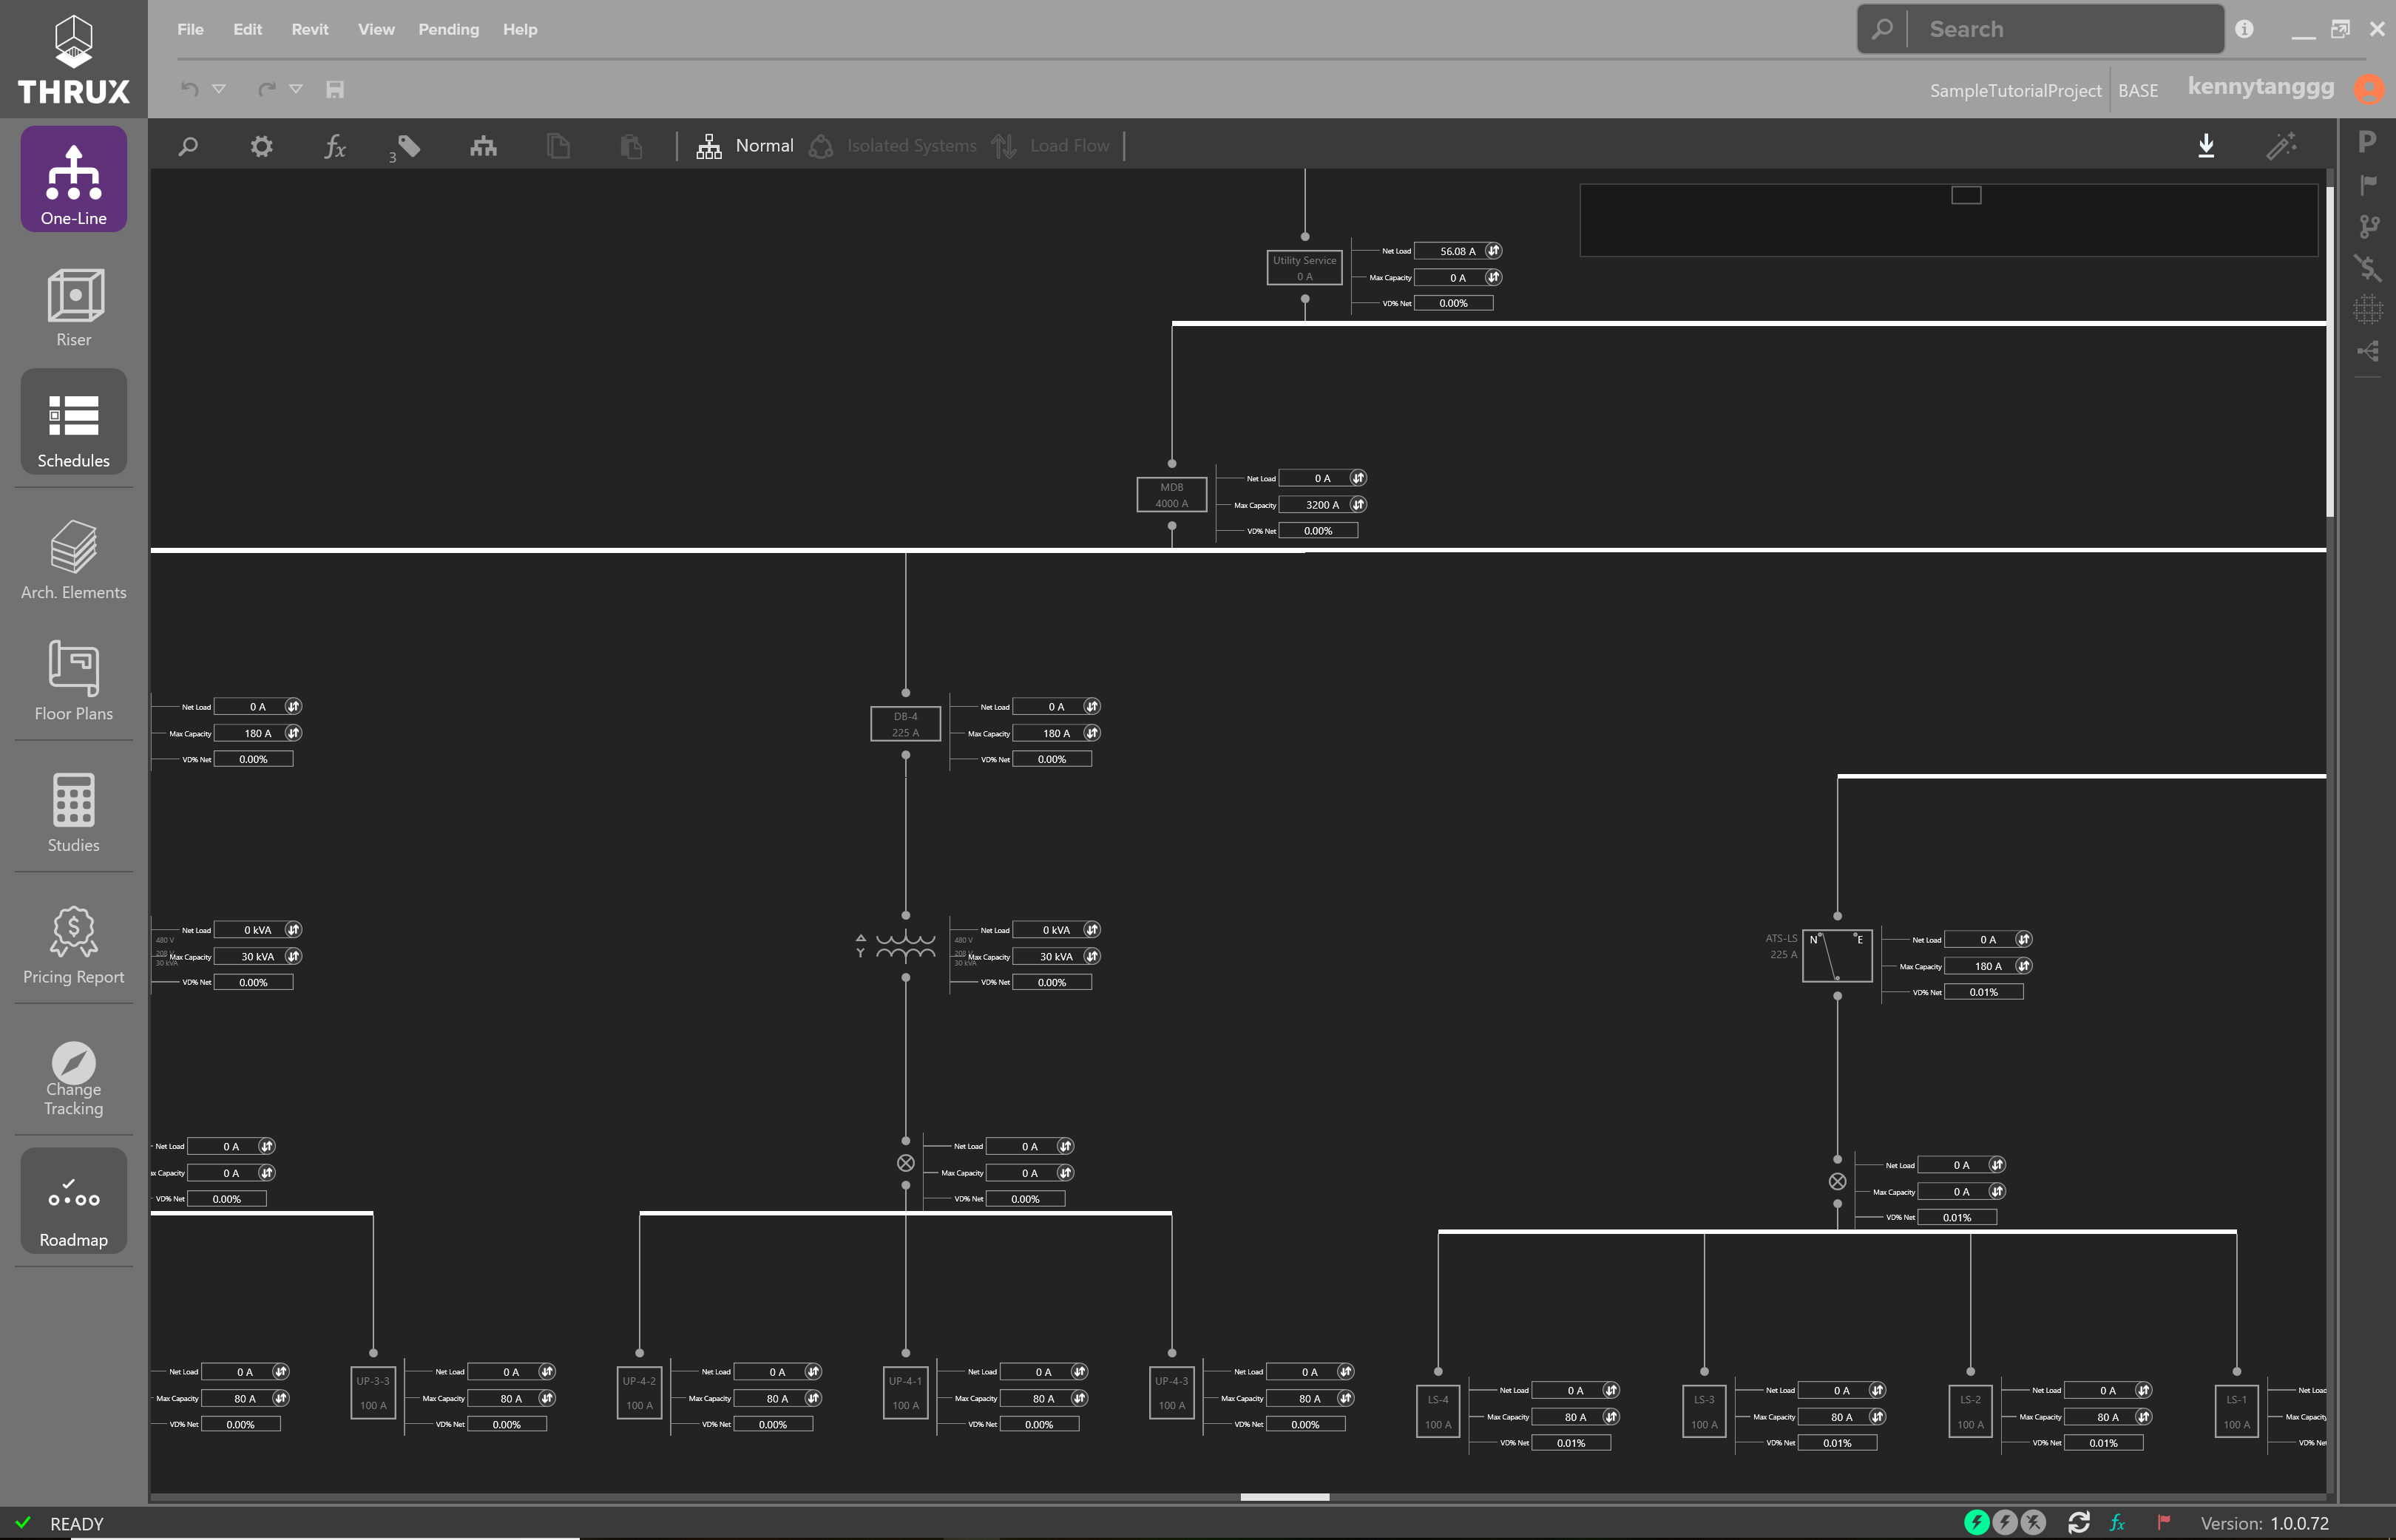 THRUX
File Edit Revit View Pending Help
Search
SampleTutorialProject BASE kennytanggg
3 Normal Isolated Systems Load Flow
P
One-Line
Riser
Schedules
Arch. Elements
Floor Plans
Studies
Pricing Report
Change
Tracking
Roadmap
Utility Service
0 A
Net Load 56.08 A
Max Capacity 0 A
VD% Net 0.00%
MDB
4000 A
Net Load 0 A
Max Capacity 3200 A
VD% Net 0.00%
Net Load 0 A
Max Capacity 180 A
VD% Net 0.00%
DB-4
225 A
Net Load 0 A
Max Capacity 180 A
VD% Net 0.00%
Net Load 0 kVA
480 V
Max Capacity 30 kVA
30 kVA
VD% Net 0.00%
Y
Net Load 0 kVA
480 V
Max Capacity 30 kVA
30 kVA
VD% Net 0.00%
ATS-LS
225 A
N E
Net Load 0 A
Max Capacity 180 A
VD% Net 0.01%
Net Load 0 A
Capacity 0 A
VD% Net 0.00%
Net Load 0 A
Max Capacity 0 A
VD% Net 0.00%
Net Load 0 A
Max Capacity 0 A
VD% Net 0.01%
Net Load 0 A
Max Capacity 80 A
VD% Net 0.00%
UP-3-3
100 A
Net Load 0 A
Max Capacity 80 A
VD% Net 0.00%
UP-4-2
100 A
Net Load 0 A
Max Capacity 80 A
VD% Net 0.00%
UP-4-1
100 A
Net Load 0 A
Max Capacity 80 A
VD% Net 0.00%
UP-4-3
100 A
Net Load 0 A
Max Capacity 80 A
VD% Net 0.00%
LS-4
100 A
Net Load 0 A
Max Capacity 80 A
VD% Net 0.01%
LS-3
100 A
Net Load 0 A
Max Capacity 80 A
VD% Net 0.01%
LS-2
100 A
Net Load 0 A
Max Capacity 80 A
VD% Net 0.01%
LS-1
100 A
Net Load
Max Capacity
VD% Net
READY
fx
Version: 1.0.0.72